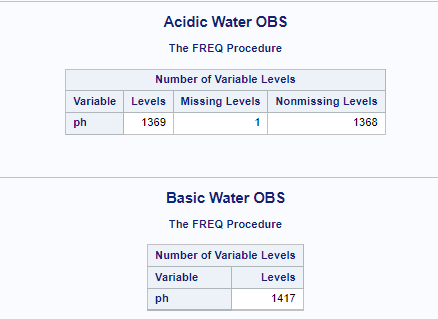 Acidic Water OBS
The FREQ Procedure
Number of Variable Levels
Variable Levels Missing Levels Nonmissing Levels
ph 1369 1 1368
Basic Water OBS
The FREQ Procedure
Number of Variable Levels
Variable Levels
ph 1417